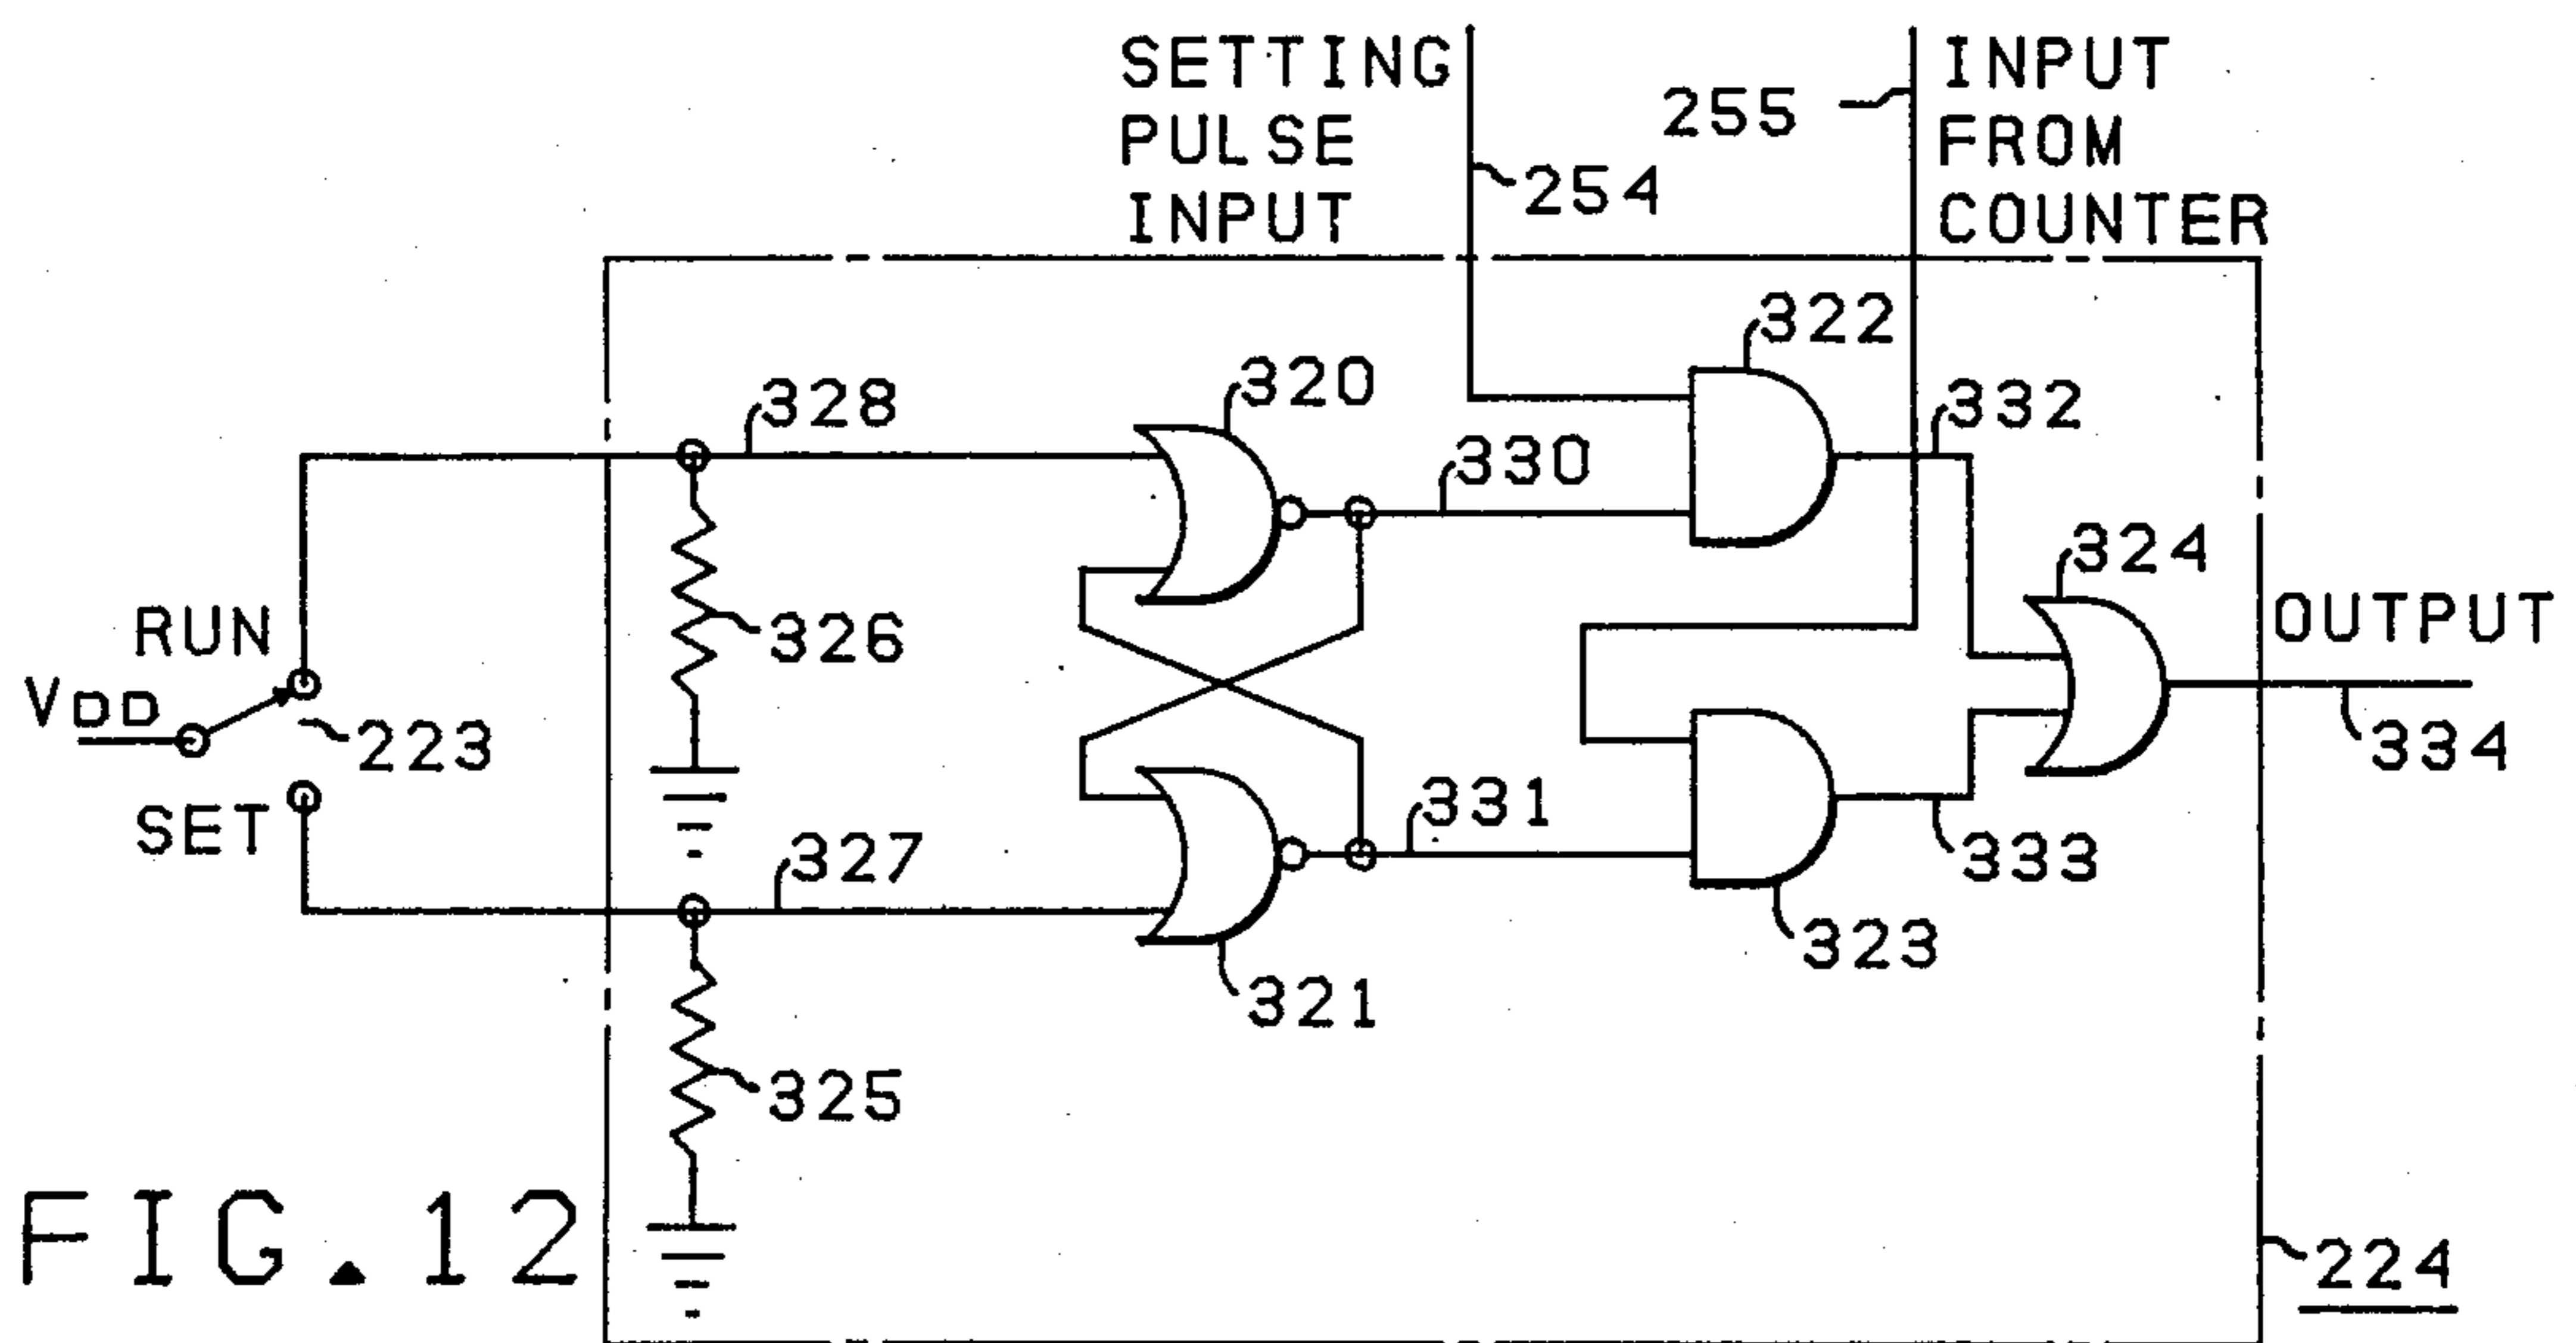 SETTING
PULSE
INPUT
254
255
INPUT
FROM
COUNTER
322
328
320
332
330
324
RUN
326
OUTPUT
VDD
223
334
SET
327
331
333
323
321
325
FIG.12
224